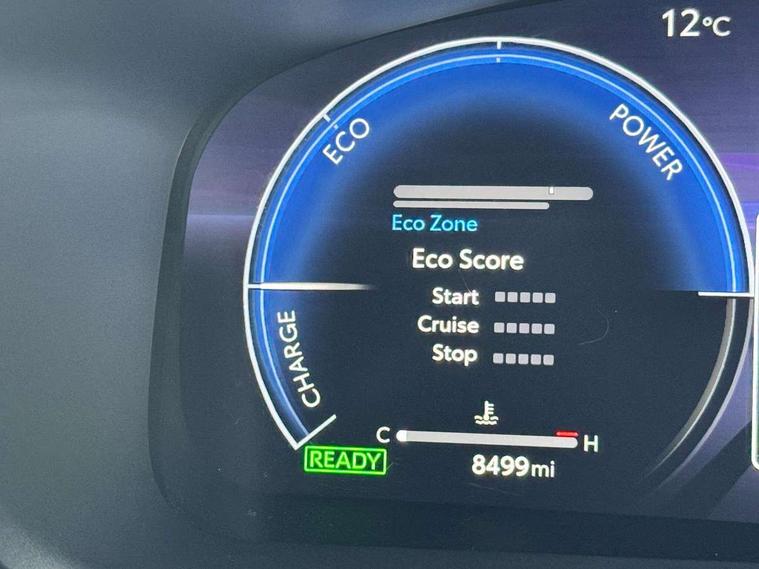 12°C
ECO
POWER
Eco Zone
Eco Score
Start
Cruise
Stop
CHARGE
C
H
READY
8499mi